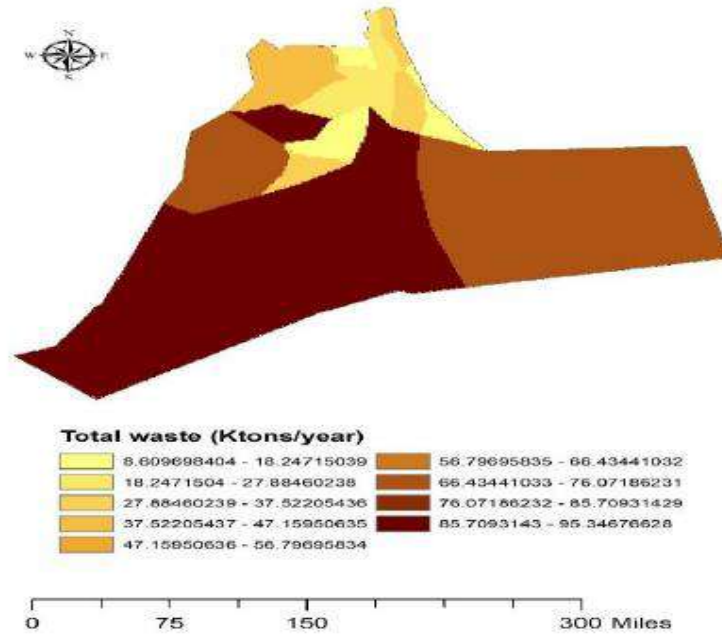 N
W E
S
Total waste (Ktons/year)
8.609698404 - 18.24715039
18.2471504 - 27.88460238
27.88460239 - 37.52205436
37.52205437 - 47.15950635
47.15950636 - 56.79695834
56.79695835 - 66.43441032
66.43441033 - 76.07186231
76.07186232 - 85.70931429
85.7093143 - 95.34676628
0 75 150 300 Miles